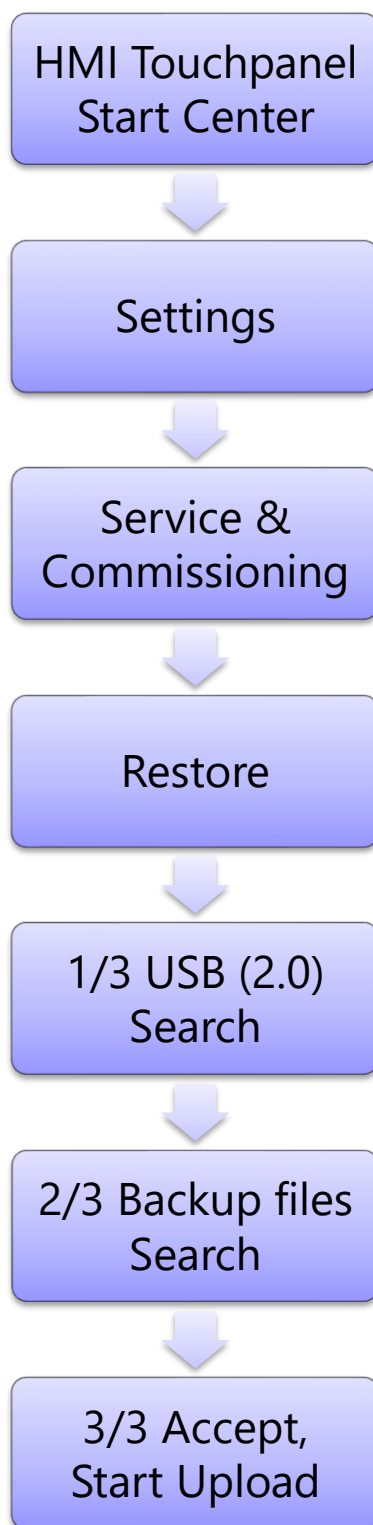 HMI Touchpanel
Start Center
Settings
Service &
Commissioning
Restore
1/3 USB (2.0)
Search
2/3 Backup files
Search
3/3 Accept,
Start Upload